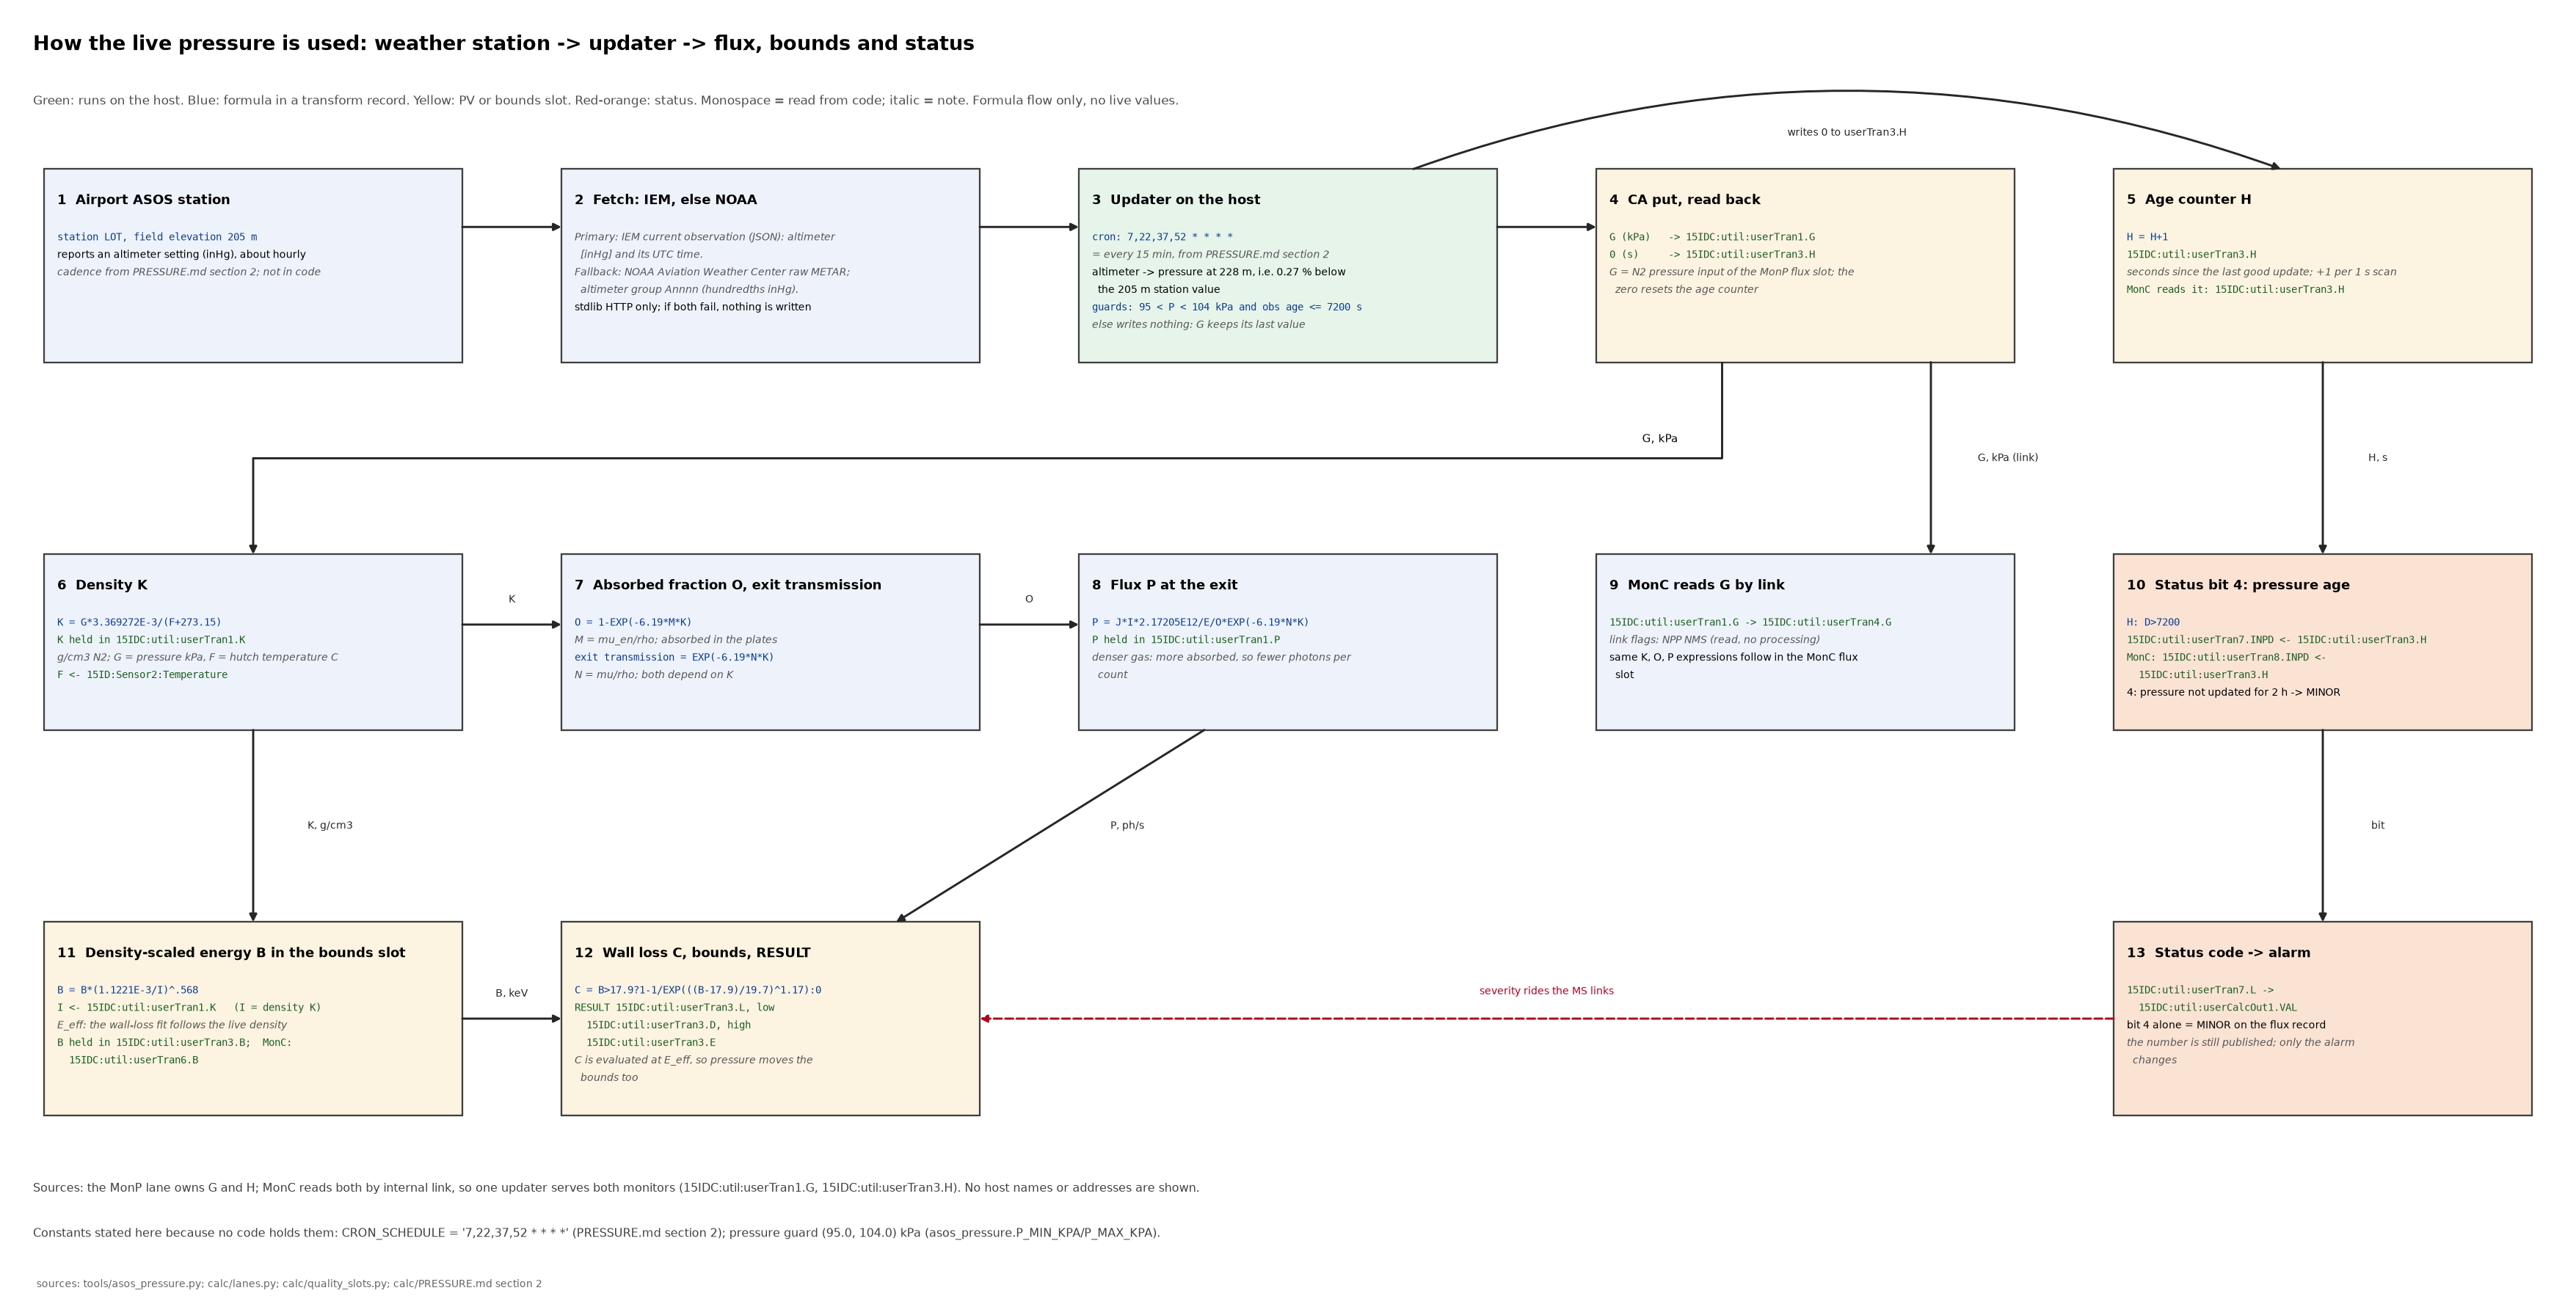 How the live pressure is used: weather station -> updater -> flux, bounds and status
Green: runs on the host. Blue: formula in a transform record. Yellow: PV or bounds slot. Red-orange: status. Monospace = read from code; italic = note. Formula flow only, no live values.
writes 0 to userTran3.H
1 Airport ASOS station
station LOT, field elevation 205 m
reports an altimeter setting (inHg), about hourly
cadence from PRESSURE.md section 2; not in code
2 Fetch: IEM, else NOAA
Primary: IEM current observation (JSON): altimeter
[inHg] and its UTC time.
Fallback: NOAA Aviation Weather Center raw METAR;
altimeter group Annnn (hundredths inHg).
stdlib HTTP only; if both fail, nothing is written
3 Updater on the host
cron: 7,22,37,52 * * * *
= every 15 min, from PRESSURE.md section 2
altimeter -> pressure at 228 m, i.e. 0.27 % below
the 205 m station value
guards: 95 < P < 104 kPa and obs age <= 7200 s
else writes nothing: G keeps its last value
4 CA put, read back
G (kPa) -> 15IDC:util:userTran1.G
0 (s) -> 15IDC:util:userTran3.H
G = N2 pressure input of the MonP flux slot; the
zero resets the age counter
5 Age counter H
H = H+1
15IDC:util:userTran3.H
seconds since the last good update; +1 per 1 s scan
MonC reads it: 15IDC:util:userTran3.H
G, kPa
G, kPa (link)
H, s
6 Density K
K = G*3.369272E-3/(F+273.15)
K held in 15IDC:util:userTran1.K
g/cm3 N2; G = pressure kPa, F = hutch temperature C
F <- 15ID:Sensor2:Temperature
K
7 Absorbed fraction O, exit transmission
O = 1-EXP(-6.19*M*K)
M = mu_en/rho; absorbed in the plates
exit transmission = EXP(-6.19*N*K)
N = mu/rho; both depend on K
O
8 Flux P at the exit
P = J*I*2.17205E12/E/O*EXP(-6.19*N*K)
P held in 15IDC:util:userTran1.P
denser gas: more absorbed, so fewer photons per
count
9 MonC reads G by link
15IDC:util:userTran1.G -> 15IDC:util:userTran4.G
link flags: NPP NMS (read, no processing)
same K, O, P expressions follow in the MonC flux
slot
10 Status bit 4: pressure age
H: D>7200
15IDC:util:userTran7.INPD <- 15IDC:util:userTran3.H
MonC: 15IDC:util:userTran8.INPD <-
15IDC:util:userTran3.H
4: pressure not updated for 2 h -> MINOR
K, g/cm3
P, ph/s
bit
11 Density-scaled energy B in the bounds slot
B = B*(1.1221E-3/I)^.568
I <- 15IDC:util:userTran1.K (I = density K)
E_eff: the wall-loss fit follows the live density
B held in 15IDC:util:userTran3.B; MonC:
15IDC:util:userTran6.B
B, keV
12 Wall loss C, bounds, RESULT
C = B>17.9?1-1/EXP(((B-17.9)/19.7)^1.17):0
RESULT 15IDC:util:userTran3.L, low
15IDC:util:userTran3.D, high
15IDC:util:userTran3.E
C is evaluated at E_eff, so pressure moves the
bounds too
severity rides the MS links
13 Status code -> alarm
15IDC:util:userTran7.L ->
15IDC:util:userCalcOut1.VAL
bit 4 alone = MINOR on the flux record
the number is still published; only the alarm
changes
Sources: the MonP lane owns G and H; MonC reads both by internal link, so one updater serves both monitors (15IDC:util:userTran1.G, 15IDC:util:userTran3.H). No host names or addresses are shown.
Constants stated here because no code holds them: CRON_SCHEDULE = '7,22,37,52 * * * *' (PRESSURE.md section 2); pressure guard (95.0, 104.0) kPa (asos_pressure.P_MIN_KPA/P_MAX_KPA).
sources: tools/asos_pressure.py; calc/lanes.py; calc/quality_slots.py; calc/PRESSURE.md section 2